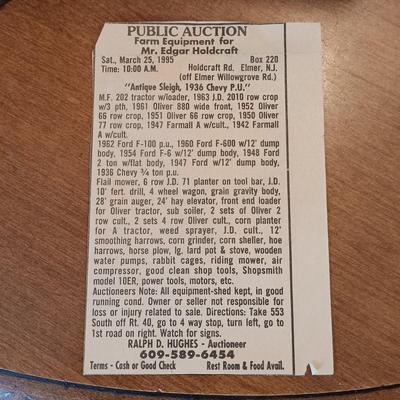 PUBLIC AUCTION
Farm Equipment for
Mr. Edgar Holdcraft
Sat., March 25, 1995 Box 220
Time: 10:00 A.M. Holdcraft Rd. Elmer, N.J.
(off Elmer Willowgrove Rd.)
"Antique Sleigh, 1936 Chevy P.U."
M.F. 202 tractor w/loader, 1963 J.D. 2010 row crop
w/3 pth, 1961 Oliver 880 wide front, 1952 Oliver
66 row crop, 1951 Oliver 66 row crop, 1950 Oliver
77 row crop, 1947 Farmall A w/cult., 1942 Farmall
A w/cult.
1962 Ford F-100 p.u., 1960 Ford F-600 w/12' dump
body, 1954 Ford F-6 w/12' dump body, 1948 Ford
2 ton w/flat body, 1947 Ford w/12' dump body,
1936 Chevy ¾ ton p.u.
Flail mower, 6 row J.D. 71 planter on tool bar, J.D.
10' fert. drill, 4 wheel wagon, grain gravity body,
28' grain auger, 24' hay elevator, front end loader
for Oliver tractor, sub soiler, 2 sets of Oliver 2
row cult., 2 sets 4 row Oliver cult., corn planter
for A tractor, weed sprayer, J.D. cult., 12'
smoothing harrows, corn grinder, corn sheller, hoe
harrows, horse plow, lg. lard pot & stove, wooden
water pumps, rabbit cages, riding mower, air
compressor, good clean shop tools, Shopsmith
model 10ER, power tools, motors, etc.
Auctioneers Note: All equipment-shed kept, in good
running cond. Owner or seller not responsible for
loss or injury related to sale. Directions: Take 553
South off Rt. 40, go to 4 way stop, turn left, go to
1st road on right. Watch for signs.
RALPH D. HUGHES - Auctioneer
609-589-6454
Terms - Cash or Good Check Rest Room & Food Avail.